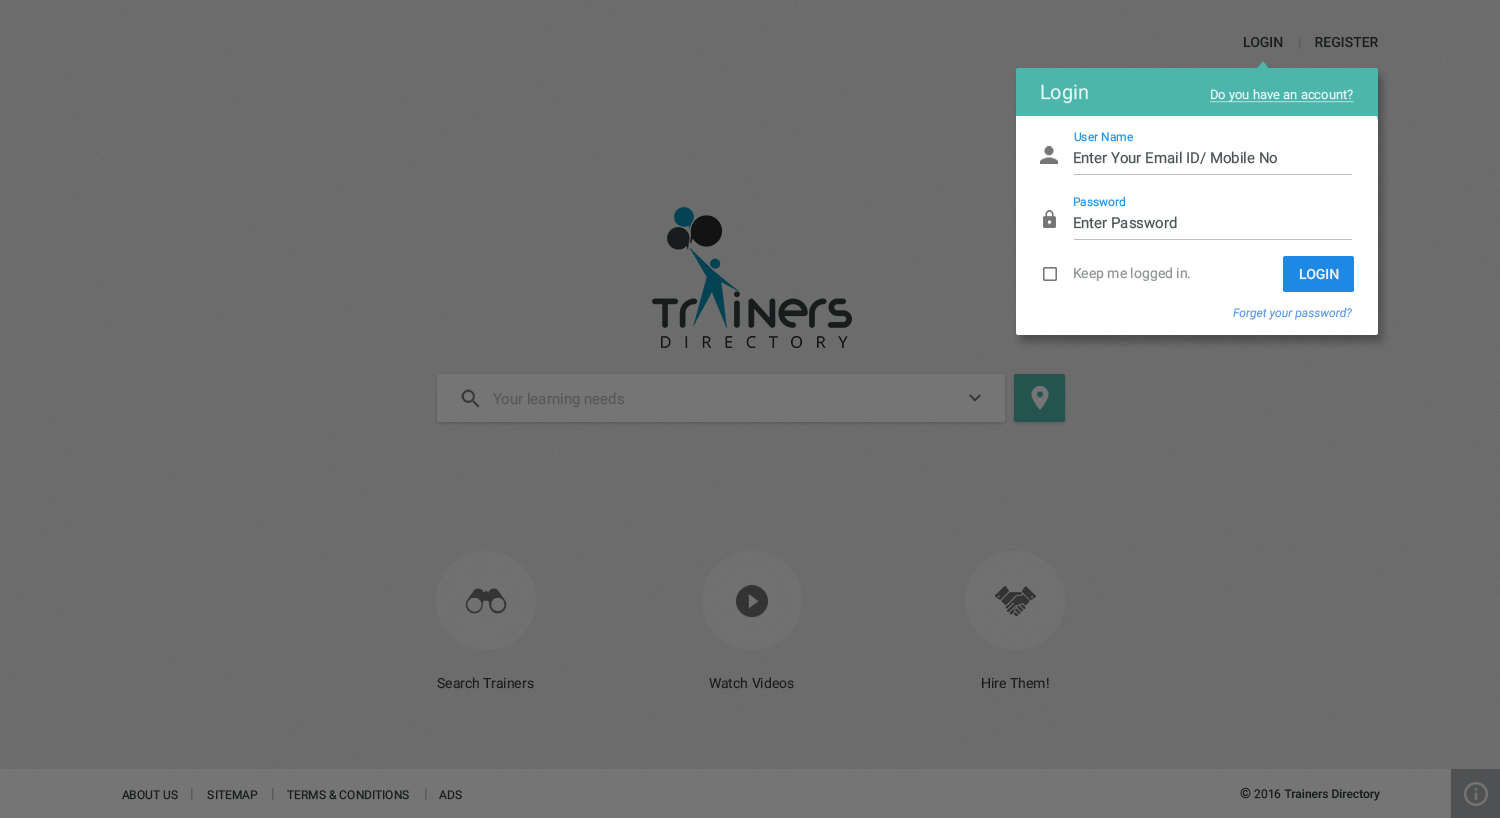 LOGIN | REGISTER
Login
Do you have an account?
User Name
Enter Your Email ID/ Mobile No
Password
Enter Password
Keep me logged in.
LOGIN
Forget your password?
TrAiners
DIRECTORY
Your learning needs
Search Trainers
Watch Videos
Hire Them!
ABOUT US | SITEMAP | TERMS & CONDITIONS | ADS
© 2016 Trainers Directory